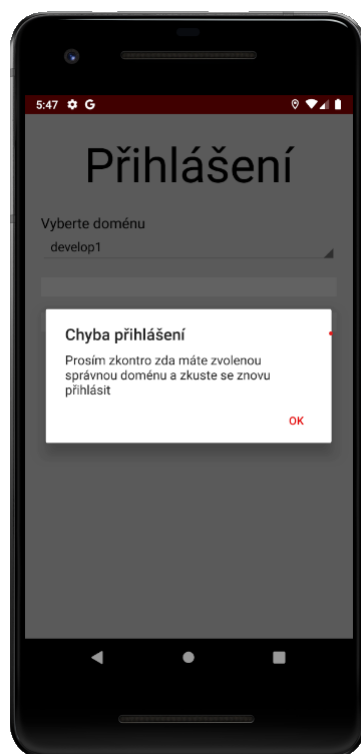 5:47 G
Přihlášení
Vyberte doménu
develop1
Chyba přihlášení
Prosím zkontro zda máte zvolenou
správnou doménu a zkuste se znovu
přihlásit
OK